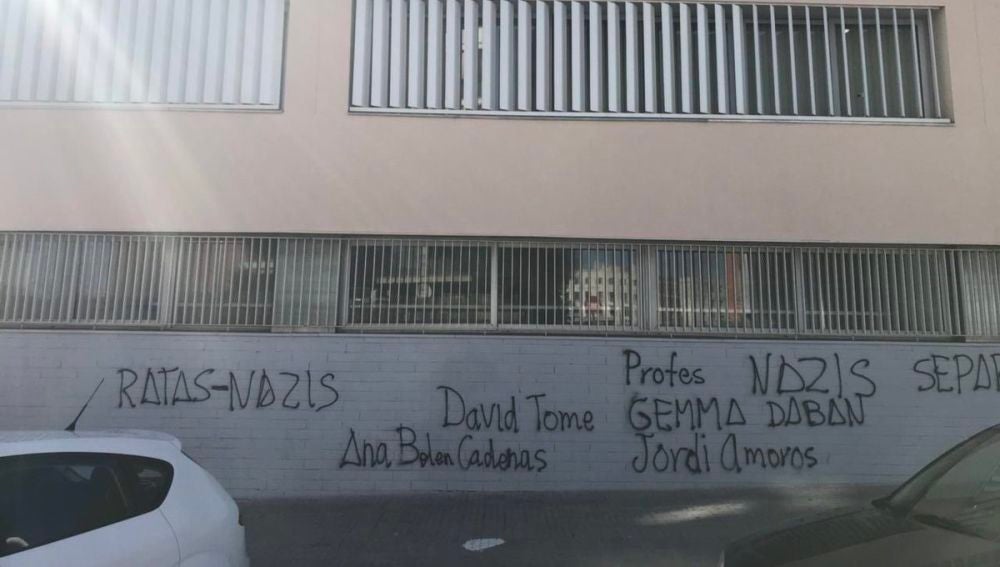 RATAS-NAZIS
Profes NAZIS SEPAR
David Tome GEMMA DABAN
Ana Belen Cadenas Jordi Amoros